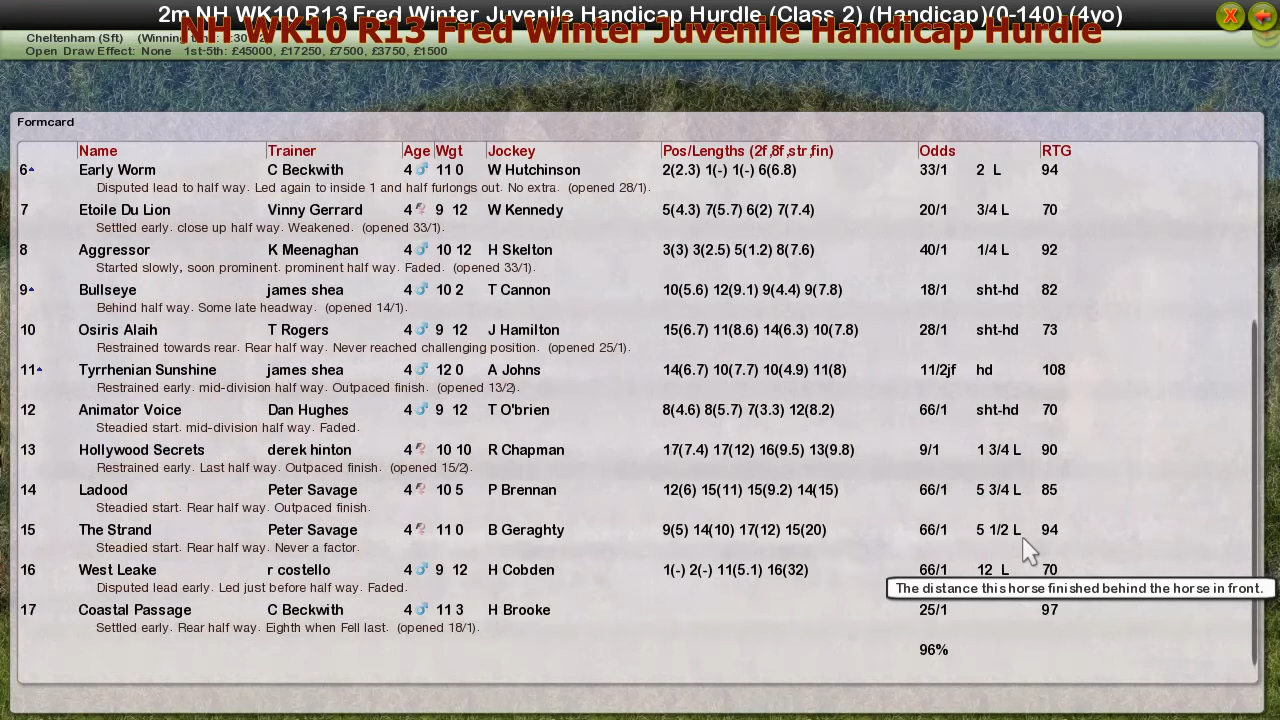 2m NH WK10 R13 Fred Winter Juvenile Handicap Hurdle (Class 2) (Handicap)(0-140) (4yo)
NH WK10 R13 Fred Winter Juvenile Handicap Hurdle
Cheltenham (Sft) (Winning
Open Draw Effect: None 1st-5th: £45000, £17250, £7500, £3750, £1500
Formcard
Name Trainer Age Wgt Jockey Pos/Lengths (2f,8f,str,fin) Odds RTG
6 Early Worm C Beckwith 4 11 0 W Hutchinson 2(2.3) 1(-) 1(-) 6(6.8) 33/1 2 L 94
Disputed lead to half way. Led again to inside 1 and half furlongs out. No extra. (opened 28/1).
7 Etoile Du Lion Vinny Gerrard 4 9 12 W Kennedy 5(4.3) 7(5.7) 6(2) 7(7.4) 20/1 3/4 L 70
Settled early. close up half way. Weakened. (opened 33/1).
8 Aggressor K Meenaghan 4 10 12 H Skelton 3(3) 3(2.5) 5(1.2) 8(7.6) 40/1 1/4 L 92
Started slowly, soon prominent. prominent half way. Faded. (opened 33/1).
9 Bullseye james shea 4 10 2 T Cannon 10(5.6) 12(9.1) 9(4.4) 9(7.8) 18/1 sht-hd 82
Behind half way. Some late headway. (opened 14/1).
10 Osiris Alaih T Rogers 4 9 12 J Hamilton 15(6.7) 11(8.6) 14(6.3) 10(7.8) 28/1 sht-hd 73
Restrained towards rear. Rear half way. Never reached challenging position. (opened 25/1).
11 Tyrrhenian Sunshine james shea 4 12 0 A Johns 14(6.7) 10(7.7) 10(4.9) 11(8) 11/2jf hd 108
Restrained early. mid-division half way. Outpaced finish. (opened 13/2).
12 Animator Voice Dan Hughes 4 9 12 T O'brien 8(4.6) 8(5.7) 7(3.3) 12(8.2) 66/1 sht-hd 70
Steadied start. mid-division half way. Faded.
13 Hollywood Secrets derek hinton 4 10 10 R Chapman 17(7.4) 17(12) 16(9.5) 13(9.8) 9/1 1 3/4 L 90
Restrained early. Last half way. Outpaced finish. (opened 15/2).
14 Ladood Peter Savage 4 10 5 P Brennan 12(6) 15(11) 15(9.2) 14(15) 66/1 5 3/4 L 85
Steadied start. Rear half way. Outpaced finish.
15 The Strand Peter Savage 4 11 0 B Geraghty 9(5) 14(10) 17(12) 15(20) 66/1 5 1/2 L 94
Steadied start. Rear half way. Never a factor.
16 West Leake r costello 4 9 12 H Cobden 1(-) 2(-) 11(5.1) 16(32) 66/1 12 L 70
Disputed lead early. Led just before half way. Faded.
The distance this horse finished behind the horse in front.
17 Coastal Passage C Beckwith 4 11 3 H Brooke 25/1 97
Settled early. Rear half way. Eighth when Fell last. (opened 18/1).
96%